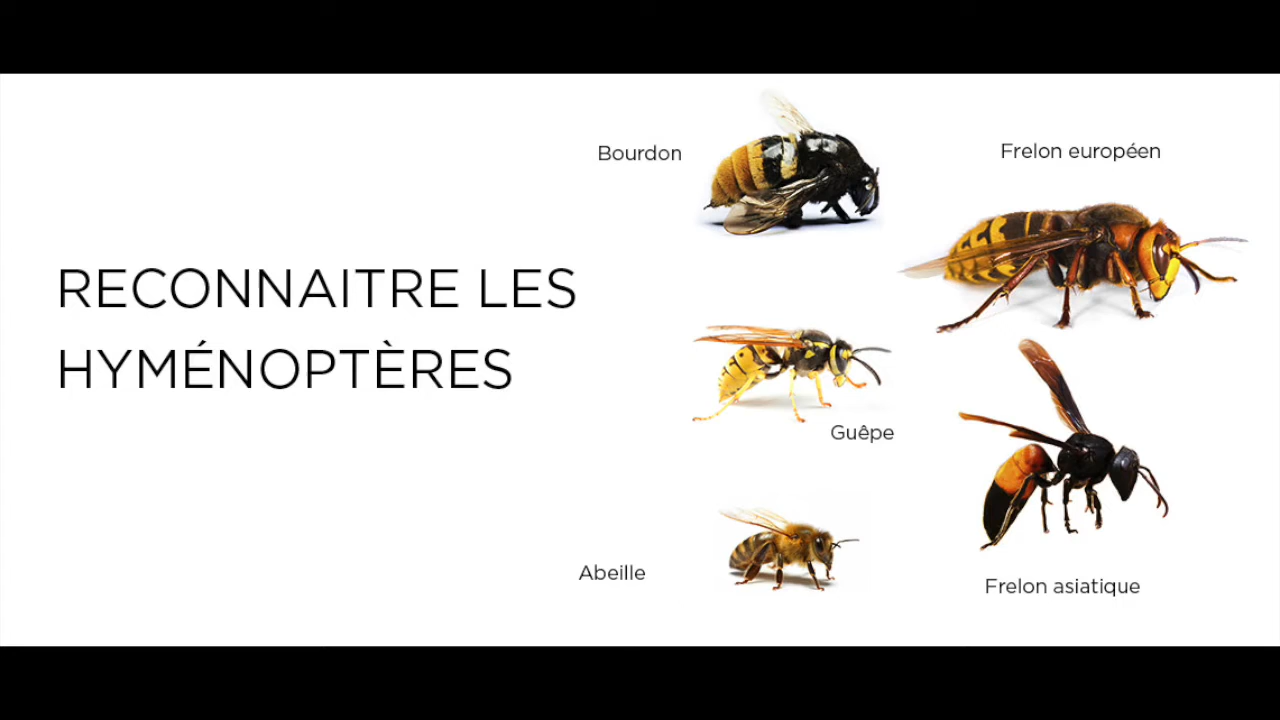 RECONNAITRE LES
HYMÉNOPTÈRES
Bourdon
Frelon européen
Guêpe
Abeille
Frelon asiatique